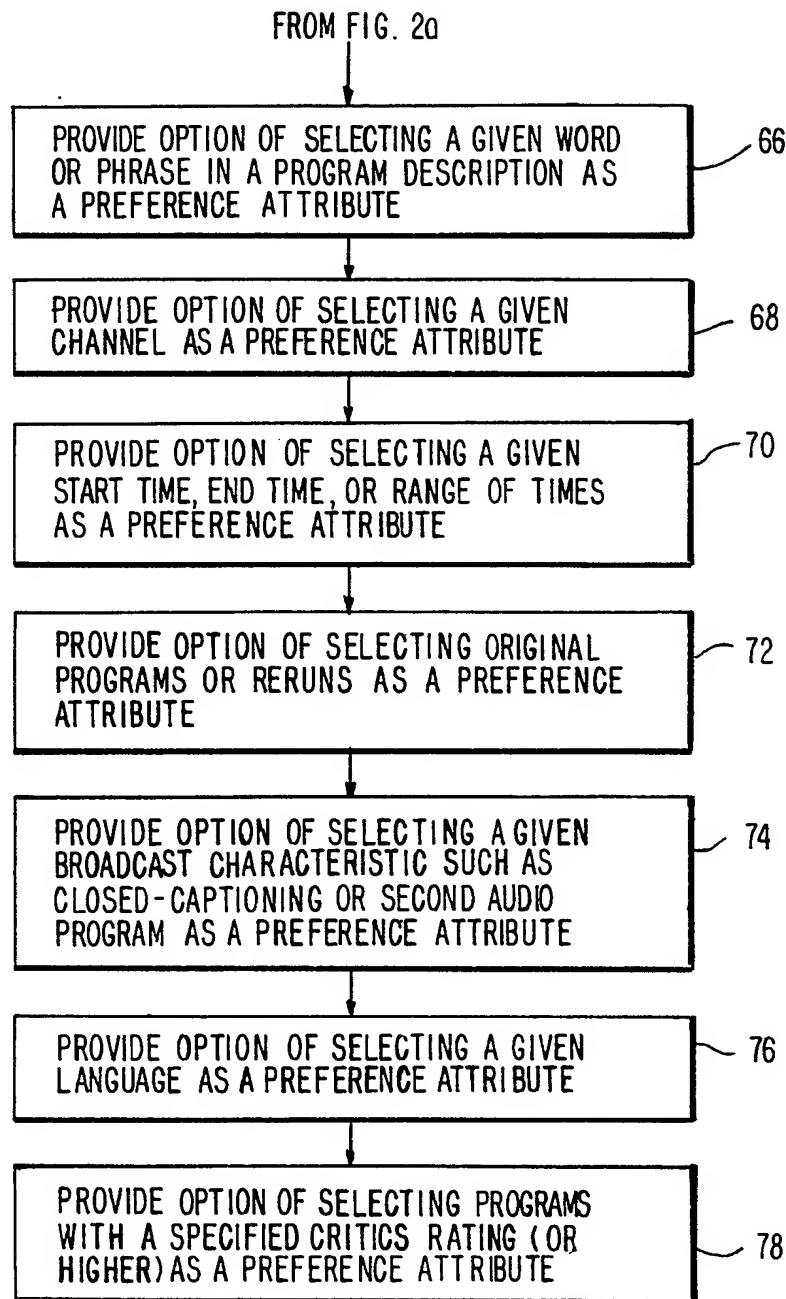 FROM FIG. 2a
PROVIDE OPTION OF SELECTING A GIVEN WORD
OR PHRASE IN A PROGRAM DESCRIPTION AS
A PREFERENCE ATTRIBUTE
66
PROVIDE OPTION OF SELECTING A GIVEN
CHANNEL AS A PREFERENCE ATTRIBUTE
68
PROVIDE OPTION OF SELECTING A GIVEN
START TIME, END TIME, OR RANGE OF TIMES
AS A PREFERENCE ATTRIBUTE
70
PROVIDE OPTION OF SELECTING ORIGINAL
PROGRAMS OR RERUNS AS A PREFERENCE
ATTRIBUTE
72
PROVIDE OPTION OF SELECTING A GIVEN
BROADCAST CHARACTERISTIC SUCH AS
CLOSED-CAPTIONING OR SECOND AUDIO
PROGRAM AS A PREFERENCE ATTRIBUTE
74
PROVIDE OPTION OF SELECTING A GIVEN
LANGUAGE AS A PREFERENCE ATTRIBUTE
76
PROVIDE OPTION OF SELECTING PROGRAMS
WITH A SPECIFIED CRITICS RATING (OR
HIGHER) AS A PREFERENCE ATTRIBUTE
78